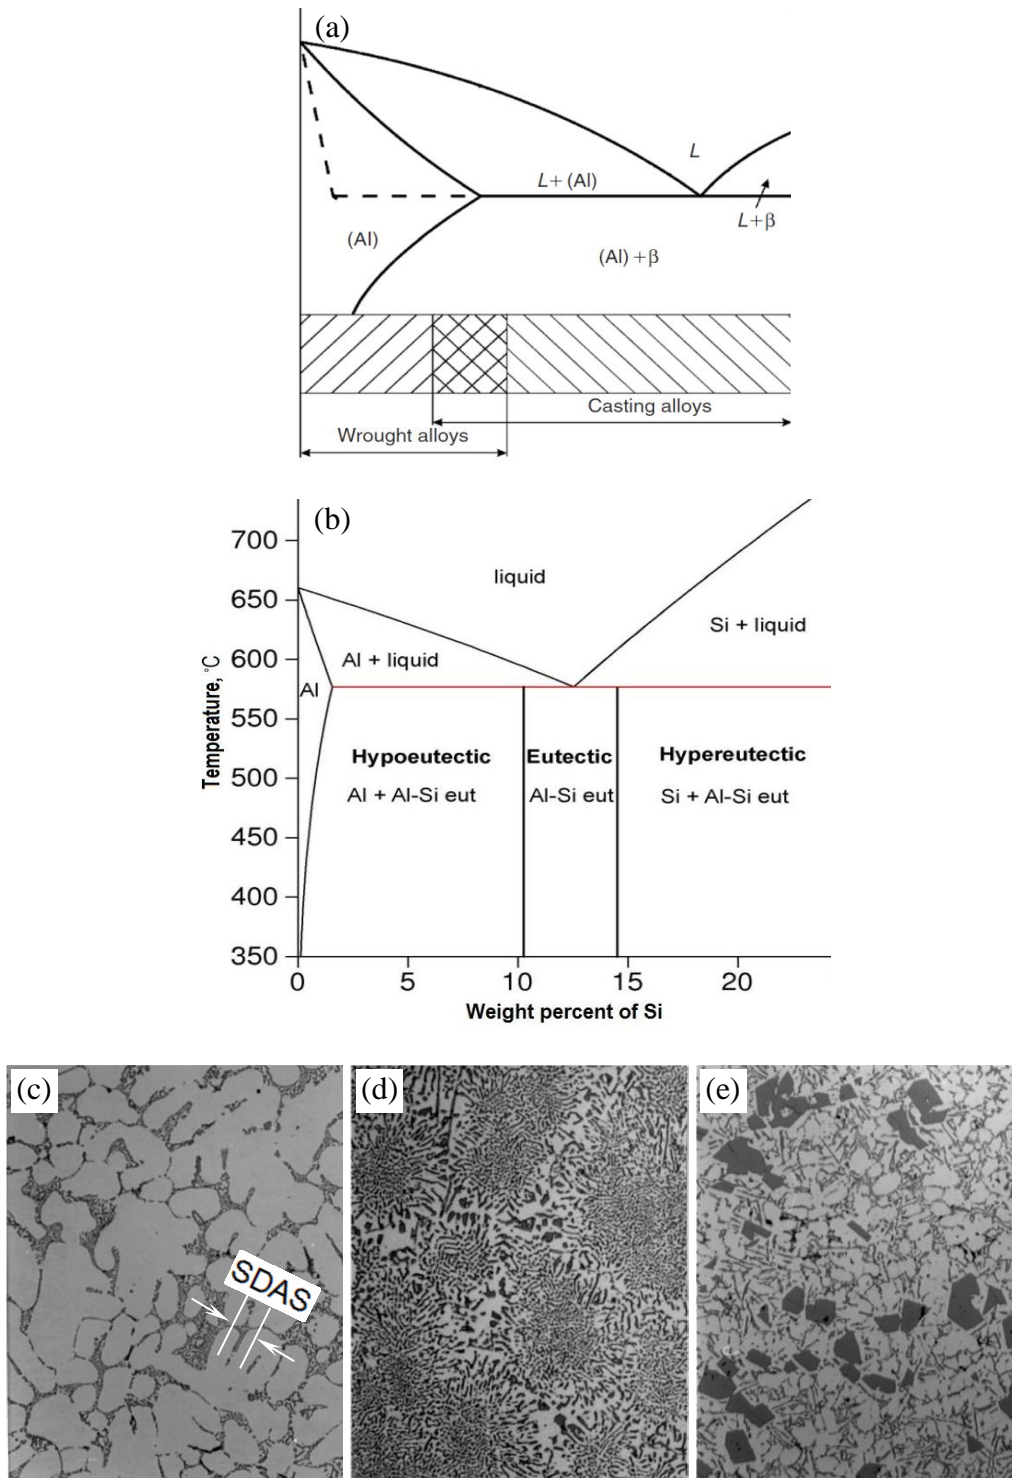 (a)
L
L+ (Al)
L+β
(Al)
(Al) +β
Casting alloys
Wrought alloys
(b)
700
650
600
550
500
450
400
350
Temperature, °C
liquid
Si + liquid
Al + liquid
Al
Hypoeutectic
Eutectic
Hypereutectic
Al + Al-Si eut
Al-Si eut
Si + Al-Si eut
0
5
10
15
20
Weight percent of Si
(c)
(d)
(e)
SDAS